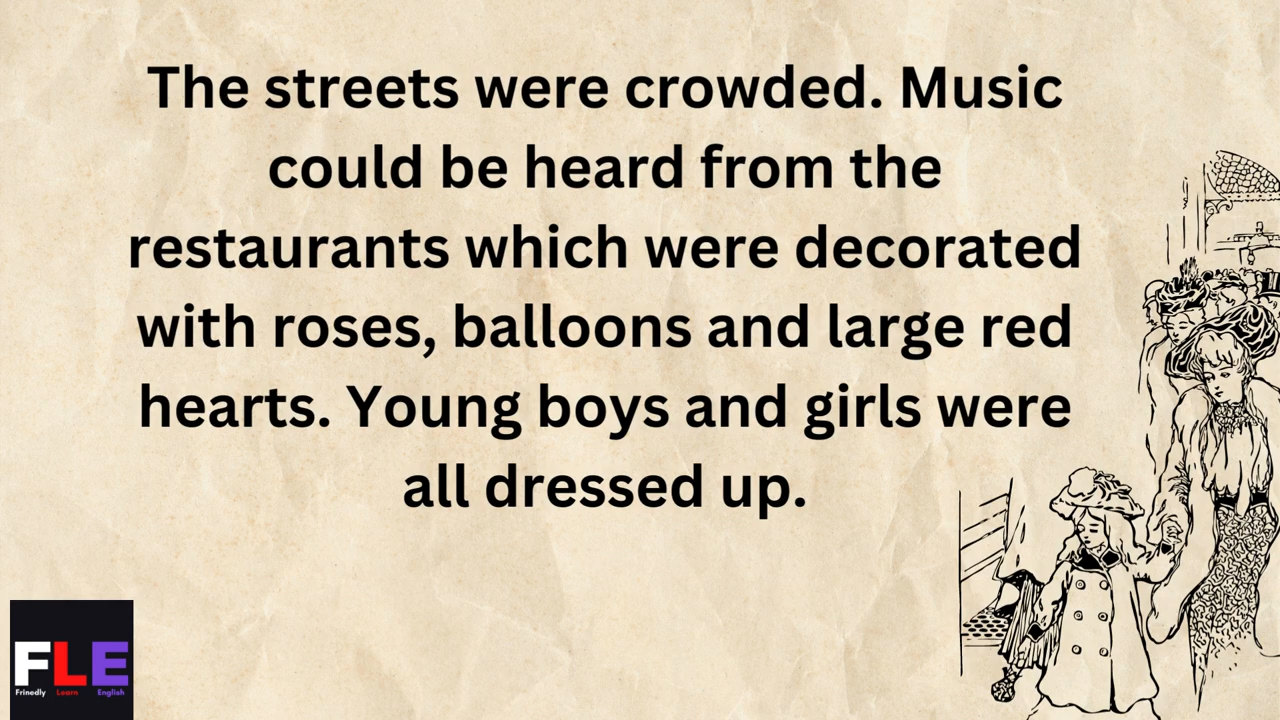 The streets were crowded. Music
could be heard from the
restaurants which were decorated
with roses, balloons and large red
hearts. Young boys and girls were
all dressed up.
FLE
Frinedly Learn English